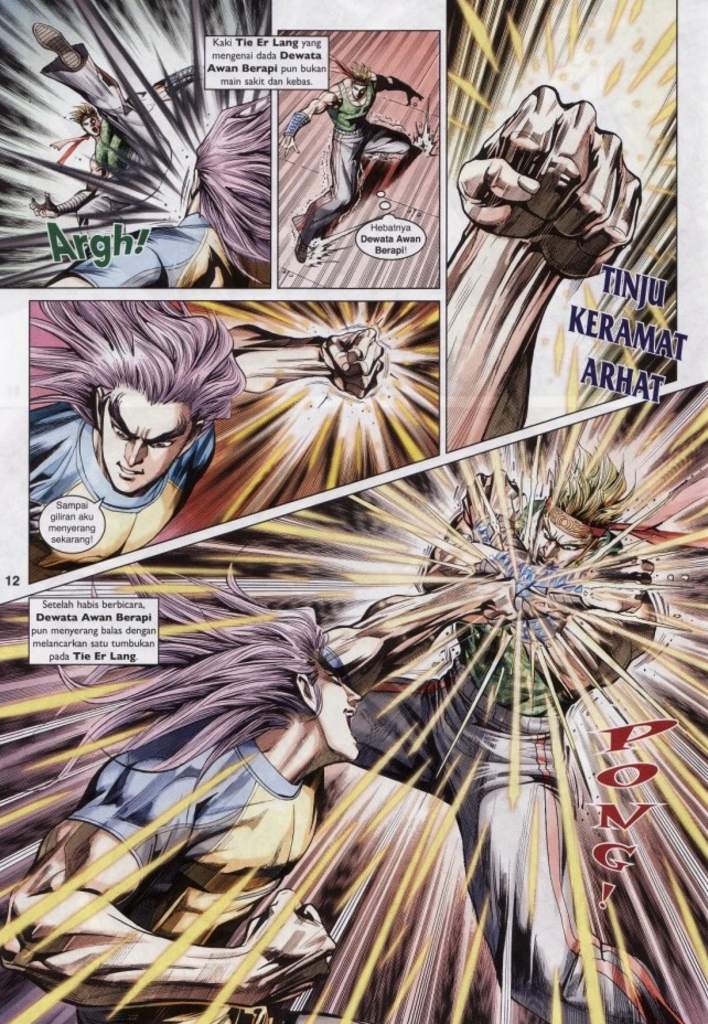 Kaki Tie Er Lang yang
mengenai dada Dewata
Awan Berapi pun bukan
main sakit dan kebas.
Argh!
Hebatnya
Dewata Awan
Berapi!
TINJU
KERAMAT
ARHAT
Sampai
giliran aku
menyerang
sekarang!
12
Setelah habis berbicara,
Dewata Awan Berapi
pun menyerang balas dengan
melancarkan satu tumbukan
pada Tie Er Lang.
PONG!